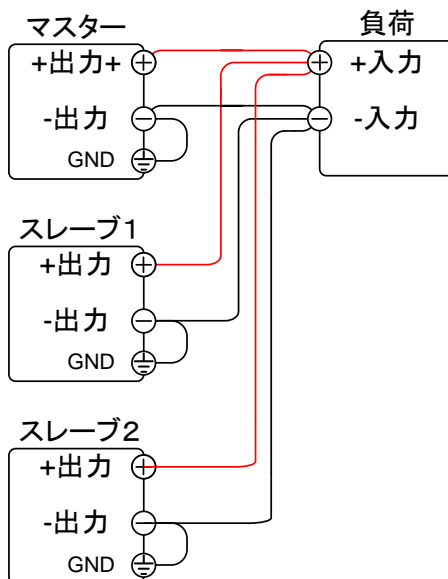 マスター
+出力+
-出力
GND
負荷
+入力
-入力
スレーブ1
+出力
-出力
GND
スレーブ2
+出力
-出力
GND